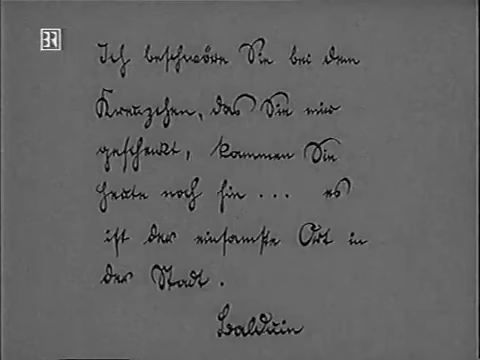 BR
Ich beschwöre Sie bei dem
Kreuzchen, das Sie mir
geschenkt, kommen Sie
heute noch hin ... es
ist der einsamste Ort in
der Stadt.
Balduin